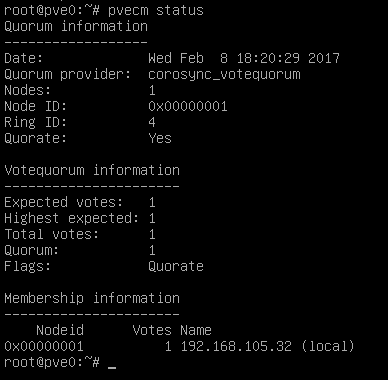 root@pve0:~# pvecm status
Quorum information
------------------
Date:             Wed Feb  8 18:20:29 2017
Quorum provider:  corosync_votequorum
Nodes:            1
Node ID:          0x00000001
Ring ID:          4
Quorate:          Yes

Votequorum information
----------------------
Expected votes:   1
Highest expected: 1
Total votes:      1
Quorum:           1
Flags:            Quorate

Membership information
----------------------
    Nodeid      Votes Name
0x00000001          1 192.168.105.32 (local)
root@pve0:~# _